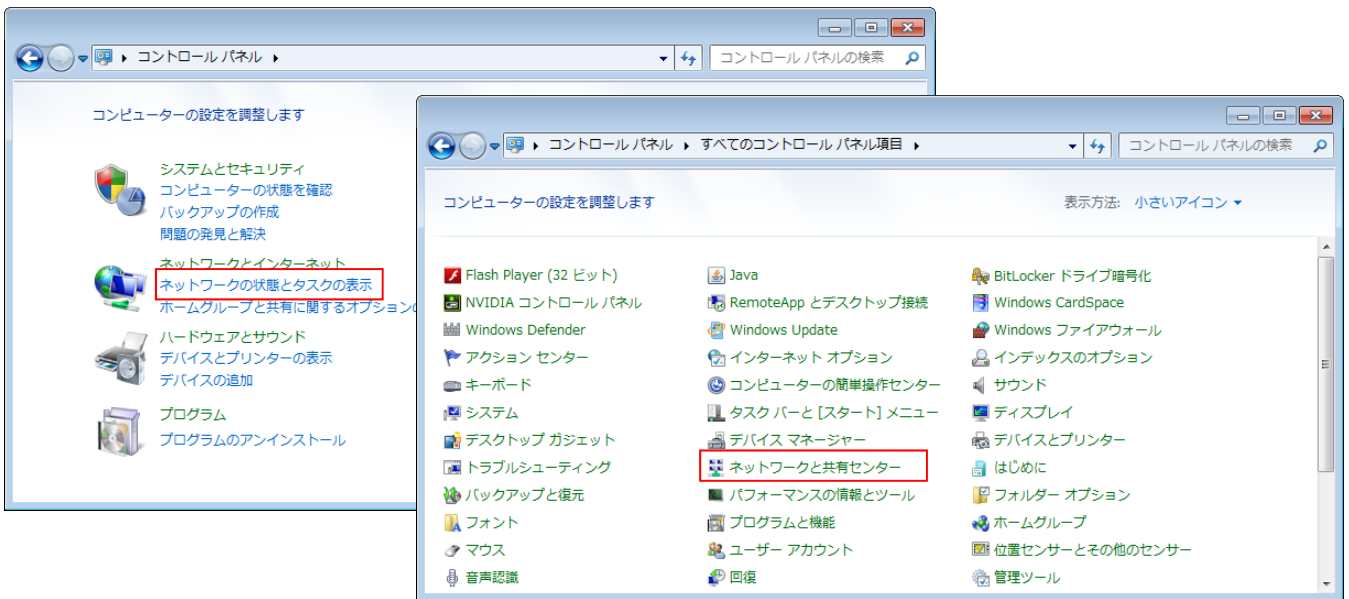 コントロール パネル
コントロール パネルの検索
コンピューターの設定を調整します
システムとセキュリティ
コンピューターの状態を確認
バックアップの作成
問題の発見と解決
ネットワークとインターネット
ネットワークの状態とタスクの表示
ホームグループと共有に関するオプションの
ハードウェアとサウンド
デバイスとプリンターの表示
デバイスの追加
プログラム
プログラムのアンインストール
コントロール パネル すべてのコントロール パネル項目
コントロール パネルの検索
コンピューターの設定を調整します
表示方法: 小さいアイコン
Flash Player (32 ビット) Java BitLocker ドライブ暗号化
NVIDIA コントロール パネル RemoteApp とデスクトップ接続 Windows CardSpace
Windows Defender Windows Update Windows ファイアウォール
アクション センター インターネット オプション インデックスのオプション
キーボード コンピューターの簡単操作センター サウンド
システム タスク バーと [スタート] メニュー ディスプレイ
デスクトップ ガジェット デバイス マネージャー デバイスとプリンター
トラブルシューティング ネットワークと共有センター はじめに
バックアップと復元 パフォーマンスの情報とツール フォルダー オプション
フォント プログラムと機能 ホームグループ
マウス ユーザー アカウント 位置センサーとその他のセンサー
音声認識 回復 管理ツール